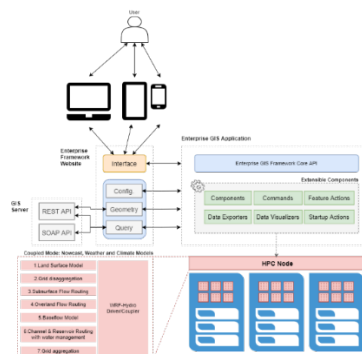 User
Enterprise
Framework
Website
Enterprise GIS Application
Interface
Enterprise GIS Framework Core API
Extensible Components
Config
Components
Commands
Feature Actions
GIS
Server
REST API
Geometry
Data Exporters
Data Visualizers
Startup Actions
SOAP API
Query
Coupled Mode: Nowcast, Weather and Climate Models
1.Land Surface Model
2.Grid disaggregation
3.Subsurface Flow Routing
4.Overland Flow Routing
5.Baseflow Model
6.Channel & Reservoir Routing
with water management
7.Grid aggregation
WRF-Hydro
Driver/Coupler
HPC Node